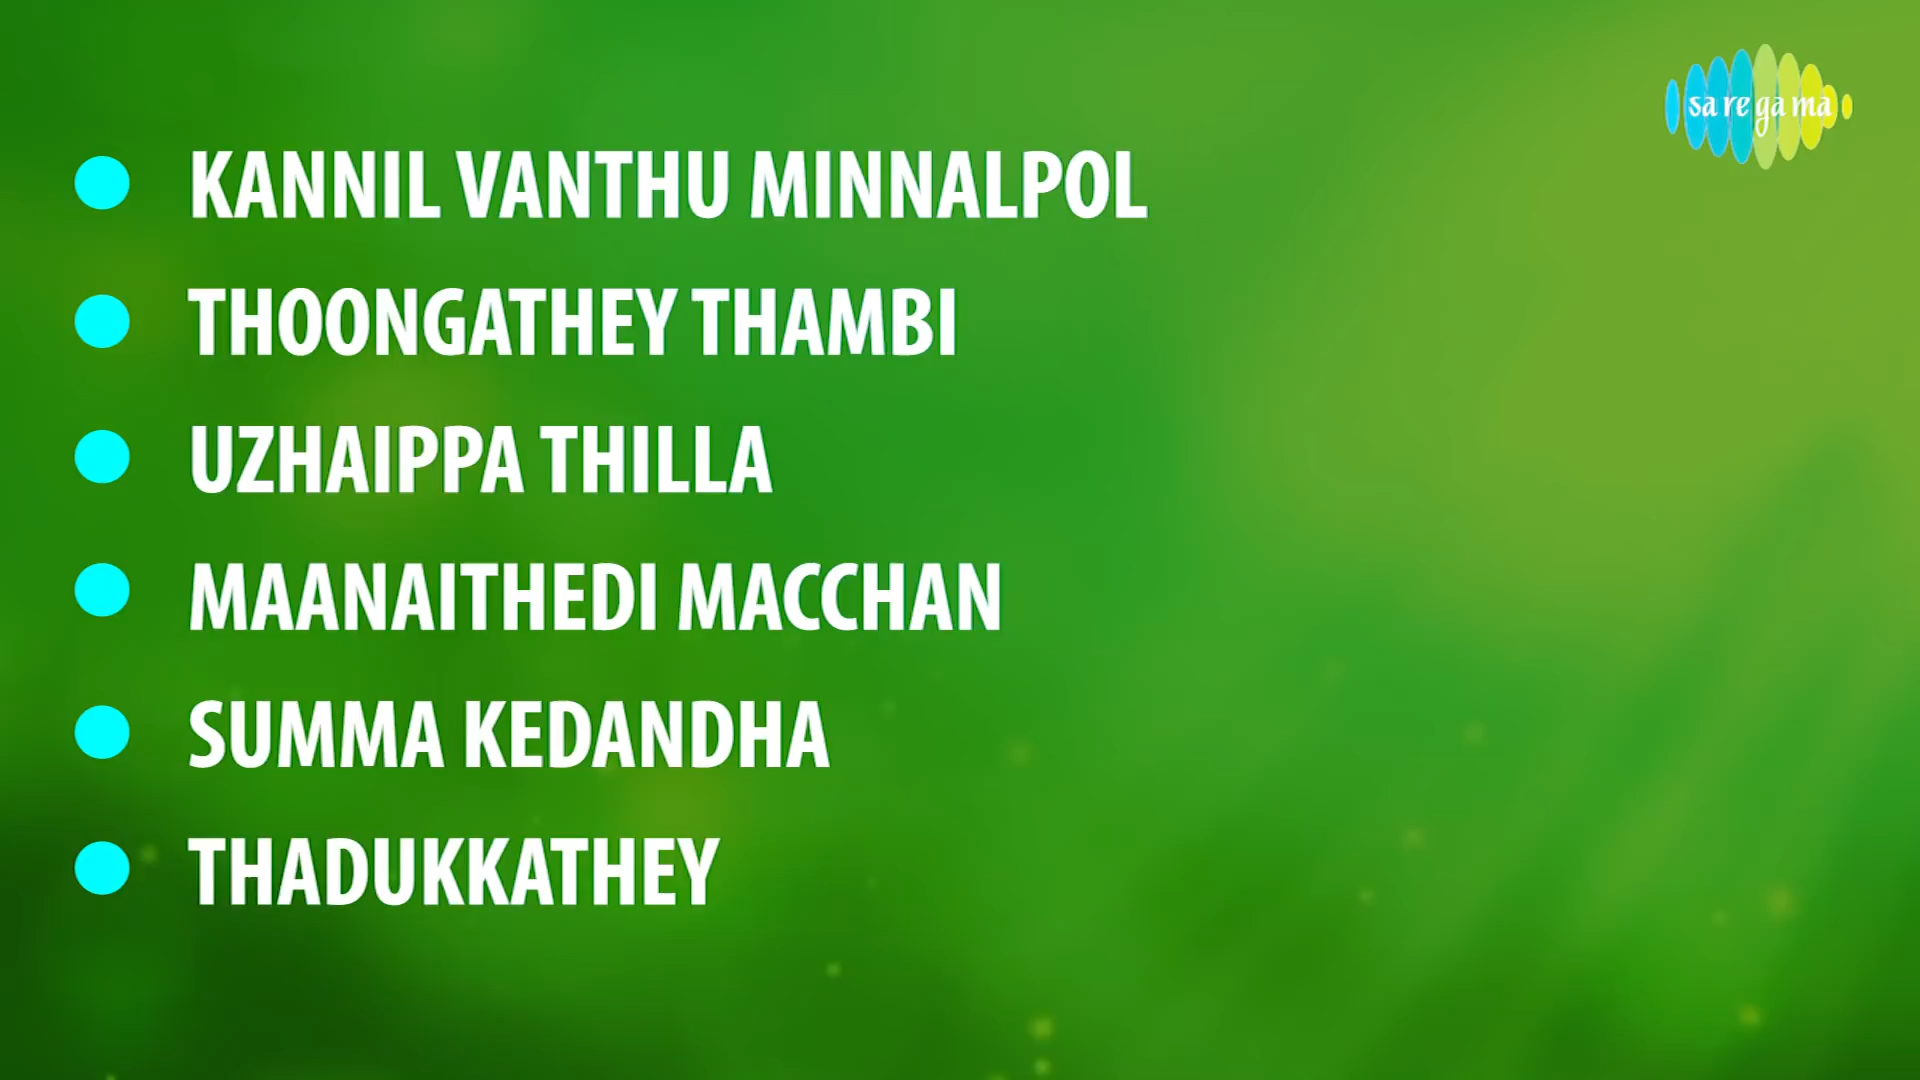 sa re ga ma
KANNIL VANTHU MINNALPOL
THOONGATHEY THAMBI
UZHAIPPA THILLA
MAANAITHEDI MACCHAN
SUMMA KEDANDHA
THADUKKATHEY